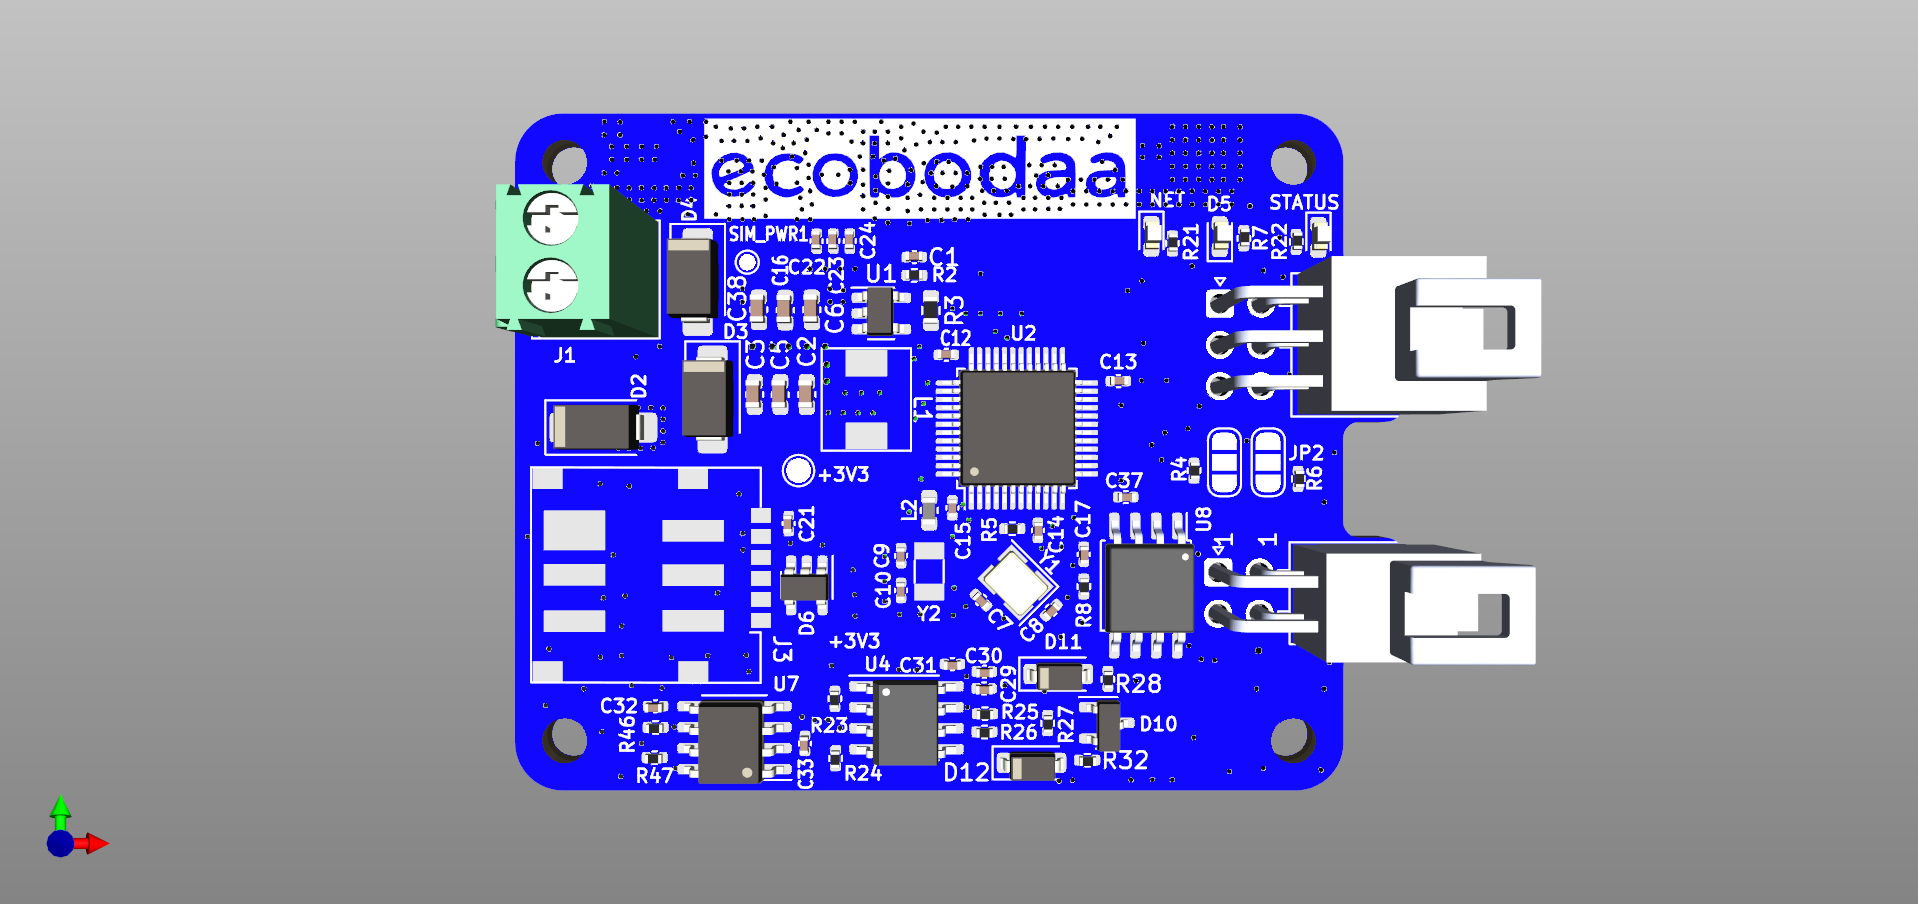 ecobodaa
NET
D5
STATUS
D4
SIM_PWR1
C24
C1
R21
R7
R22
C16
C22
C23
U1
R2
C38
C6
R3
D3
C12
U2
J1
C3
C5
C2
C13
D2
L1
JP2
+3V3
R4
R6
C37
L2
U8
C21
C15
R5
C14
C17
1
1
C9
Y1
C10
Y2
D6
C7
C8
R8
+3V3
D11
J3
U4
C31
C30
U7
C29
R28
C32
R23
R25
R27
D10
R46
R26
R47
C33
R24
D12
R32